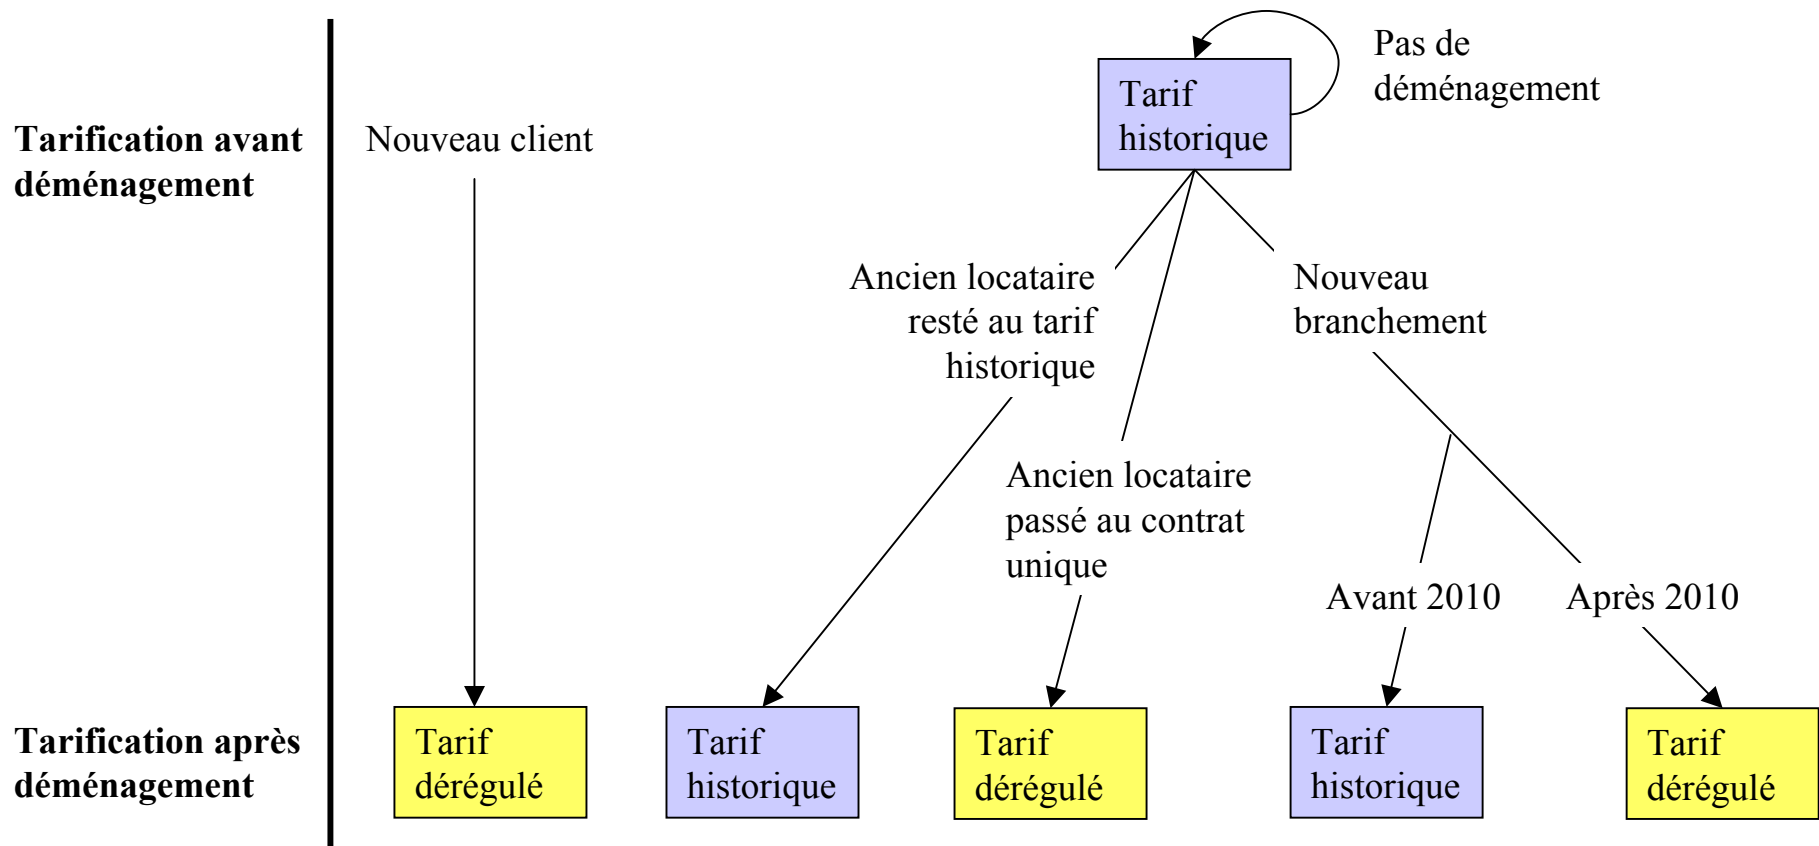 Pas de
déménagement
Tarif
historique
Tarification avant
déménagement
Nouveau client
Ancien locataire
resté au tarif
historique
Nouveau
branchement
Ancien locataire
passé au contrat
unique
Avant 2010
Après 2010
Tarification après
déménagement
Tarif
dérégulé
Tarif
historique
Tarif
dérégulé
Tarif
historique
Tarif
dérégulé